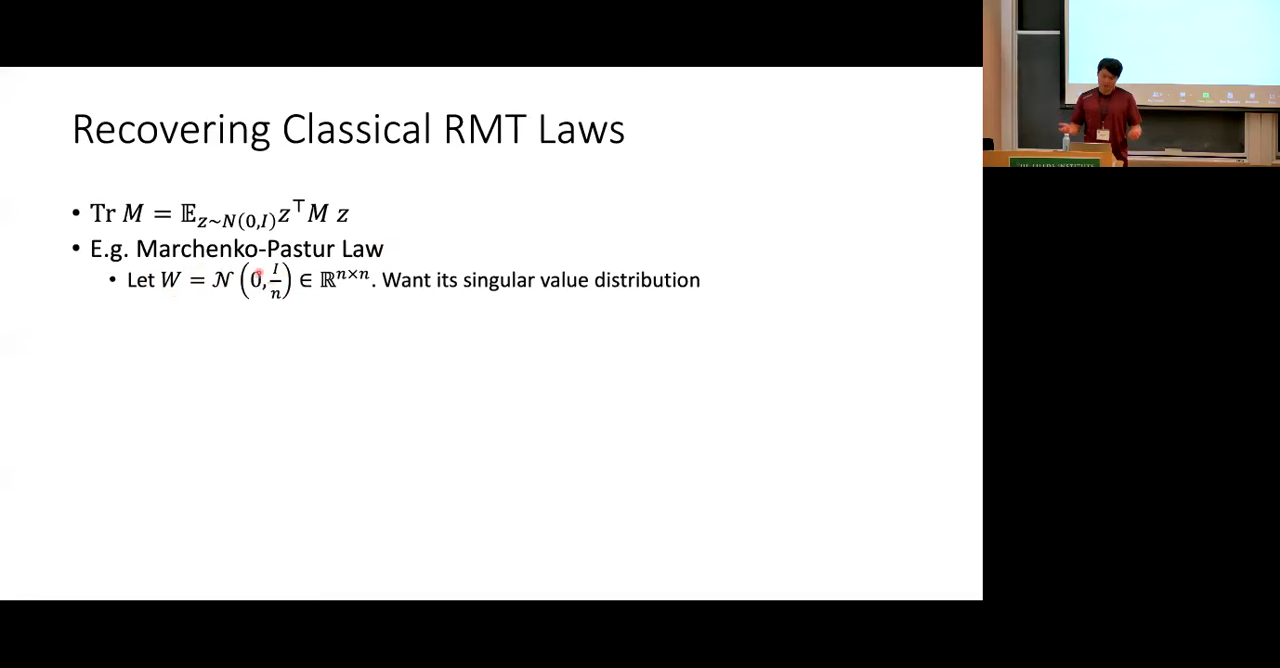 Recovering Classical RMT Laws
• Tr M = 𝔼_{z~N(0,I)} z^⊤ M z
• E.g. Marchenko-Pastur Law
• Let W = 𝒩(0, I/n) ∈ ℝ^{n×n}. Want its singular value distribution